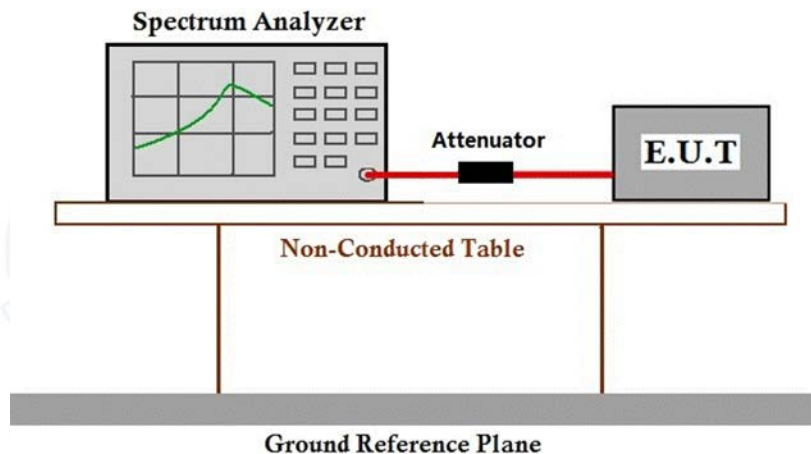 Spectrum Analyzer
Attenuator
E.U.T
Non-Conducted Table
Ground Reference Plane